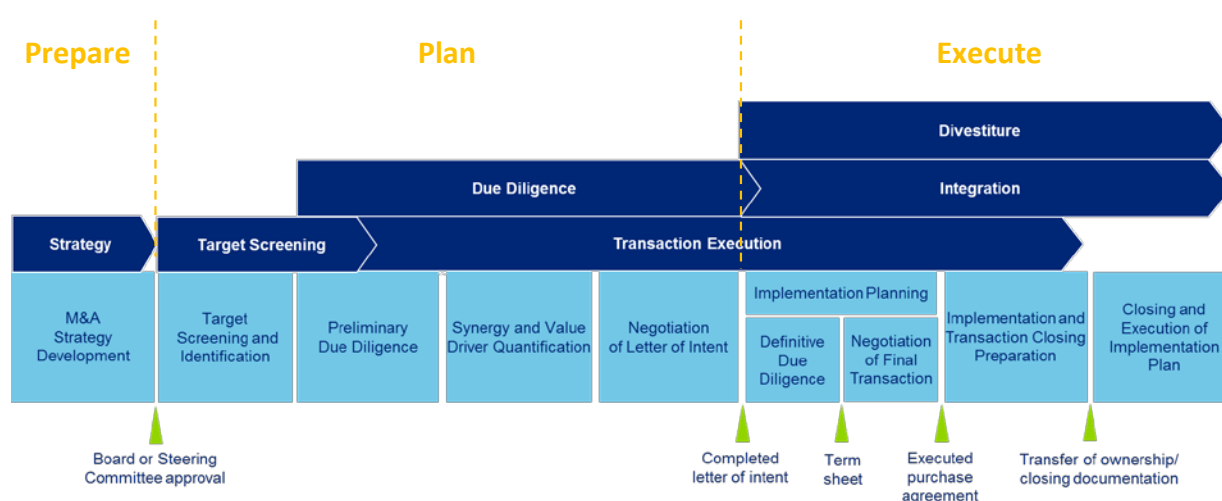 Prepare
Plan
Execute
Divestiture
Due Diligence
Integration
Strategy
Target Screening
Transaction Execution
M&A
Strategy
Development
Target
Screening and
Identification
Preliminary
Due Diligence
Synergy and Value
Driver Quantification
Negotiation
of Letter of Intent
Implementation Planning
Definitive
Due
Diligence
Negotiation
of Final
Transaction
Implementation and
Transaction Closing
Preparation
Closing and
Execution of
Implementation
Plan
Board or Steering
Committee approval
Completed
letter of intent
Term
sheet
Executed
purchase
agreement
Transfer of ownership/
closing documentation